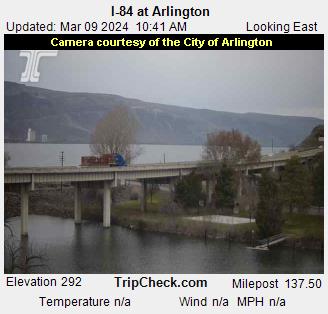 I-84 at Arlington
Updated: Mar 09 2024 10:41 AM Looking East
Camera courtesy of the City of Arlington
Elevation 292 TripCheck.com Milepost 137.50
Temperature n/a Wind n/a MPH n/a